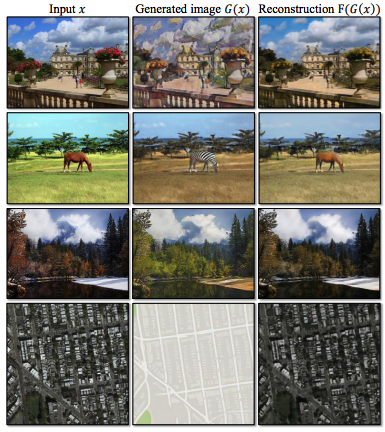 Input x
Generated image G(x)
Reconstruction F(G(x))